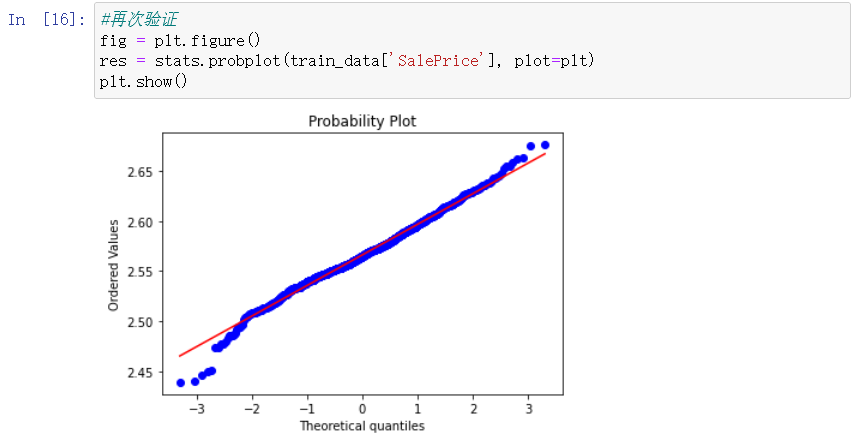 In [16]: #再次验证
fig = plt.figure()
res = stats.probplot(train_data['SalePrice'], plot=plt)
plt.show()
Probability Plot
2.65
2.60
2.55
2.50
2.45
Ordered Values
−3 −2 −1 0 1 2 3
Theoretical quantiles